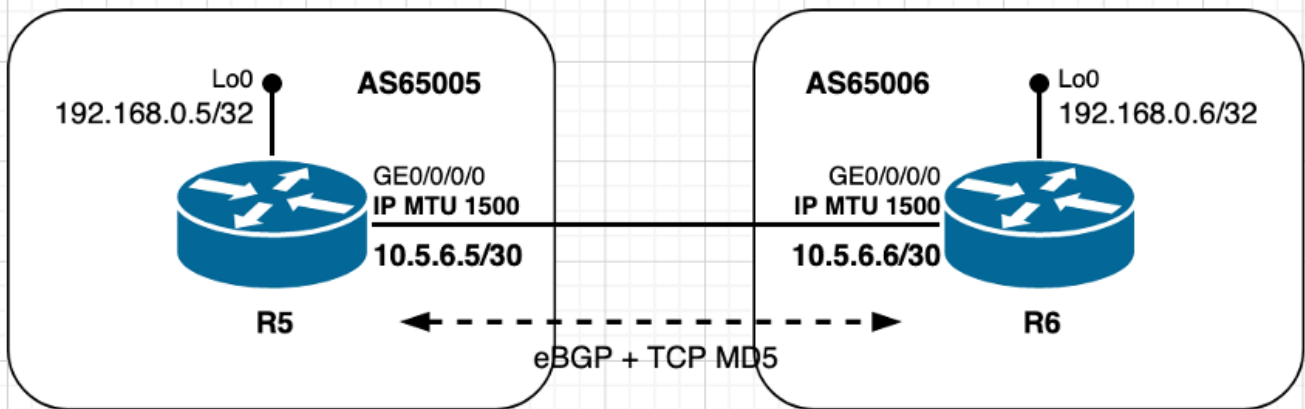 Lo0
AS65005
192.168.0.5/32
GE0/0/0/0
IP MTU 1500
10.5.6.5/30
R5
AS65006
Lo0
192.168.0.6/32
GE0/0/0/0
IP MTU 1500
10.5.6.6/30
R6
eBGP + TCP MD5